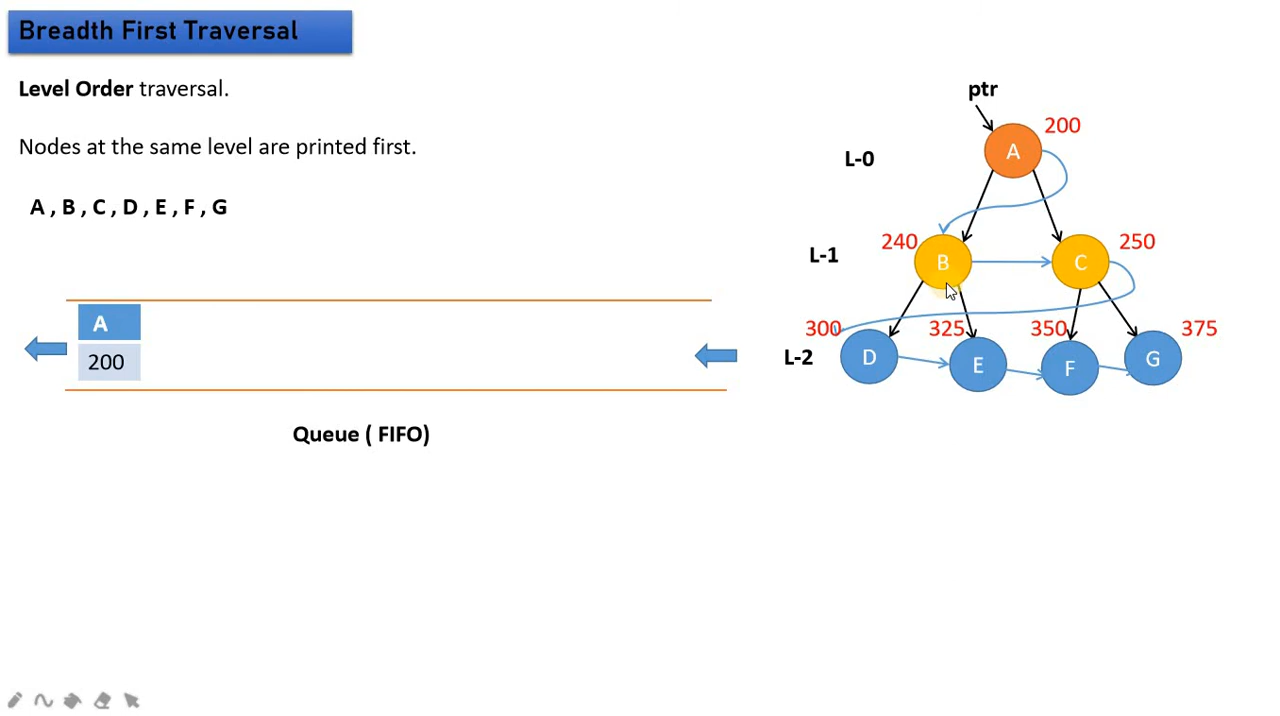 Breadth First Traversal
Level Order traversal.
Nodes at the same level are printed first.
A , B , C , D , E , F , G
A
200
Queue ( FIFO)
ptr
200
L-0
A
240
250
L-1
B
C
300
325
350
375
L-2
D
E
F
G